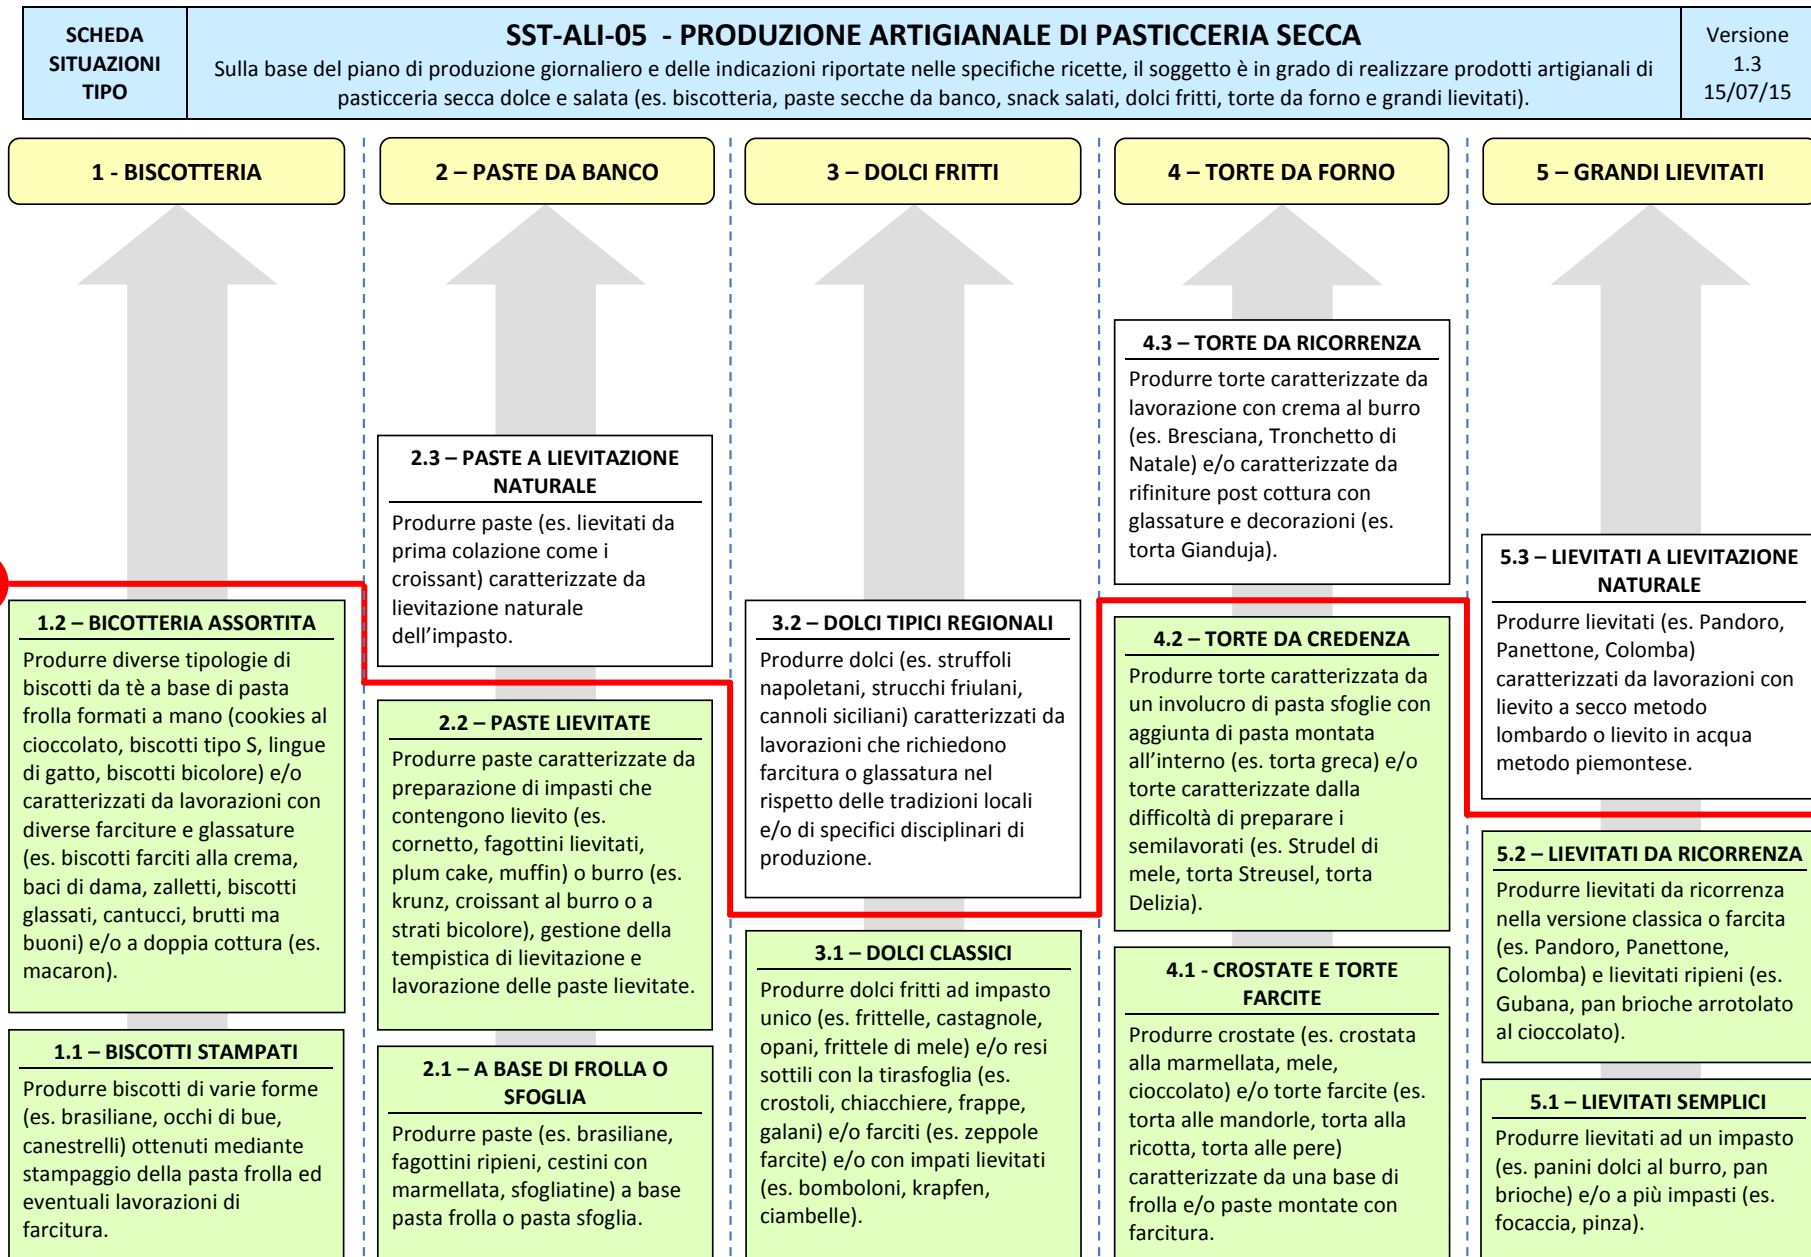 SCHEDA
SITUAZIONI
TIPO
SST-ALI-05 - PRODUZIONE ARTIGIANALE DI PASTICCERIA SECCA
Sulla base del piano di produzione giornaliero e delle indicazioni riportate nelle specifiche ricette, il soggetto è in grado di realizzare prodotti artigianali di
pasticceria secca dolce e salata (es. biscotteria, paste secche da banco, snack salati, dolci fritti, torte da forno e grandi lievitati).
Versione
1.3
15/07/15
1 - BISCOTTERIA
1.2 – BICOTTERIA ASSORTITA
Produrre diverse tipologie di
biscotti da tè a base di pasta
frolla formati a mano (cookies al
cioccolato, biscotti tipo S, lingue
di gatto, biscotti bicolore) e/o
caratterizzati da lavorazioni con
diverse farciture e glassature
(es. biscotti farciti alla crema,
baci di dama, zalletti, biscotti
glassati, cantucci, brutti ma
buoni) e/o a doppia cottura (es.
macaron).
1.1 – BISCOTTI STAMPATI
Produrre biscotti di varie forme
(es. brasiliane, occhi di bue,
canestrelli) ottenuti mediante
stampaggio della pasta frolla ed
eventuali lavorazioni di
farcitura.
2 – PASTE DA BANCO
2.3 – PASTE A LIEVITAZIONE
NATURALE
Produrre paste (es. lievitati da
prima colazione come i
croissant) caratterizzate da
lievitazione naturale
dell’impasto.
2.2 – PASTE LIEVITATE
Produrre paste caratterizzate da
preparazione di impasti che
contengono lievito (es.
cornetto, fagottini lievitati,
plum cake, muffin) o burro (es.
krunz, croissant al burro o a
strati bicolore), gestione della
tempistica di lievitazione e
lavorazione delle paste lievitate.
2.1 – A BASE DI FROLLA O
SFOGLIA
Produrre paste (es. brasiliane,
fagottini ripieni, cestini con
marmellata, sfogliatine) a base
pasta frolla o pasta sfoglia.
3 – DOLCI FRITTI
3.2 – DOLCI TIPICI REGIONALI
Produrre dolci (es. struffoli
napoletani, strucchi friulani,
cannoli siciliani) caratterizzati da
lavorazioni che richiedono
farcitura o glassatura nel
rispetto delle tradizioni locali
e/o di specifici disciplinari di
produzione.
3.1 – DOLCI CLASSICI
Produrre dolci fritti ad impasto
unico (es. frittelle, castagnole,
opani, frittele di mele) e/o resi
sottili con la tirasfoglia (es.
crostoli, chiacchiere, frappe,
galani) e/o farciti (es. zeppole
farcite) e/o con impati lievitati
(es. bomboloni, krapfen,
ciambelle).
4 – TORTE DA FORNO
4.3 – TORTE DA RICORRENZA
Produrre torte caratterizzate da
lavorazione con crema al burro
(es. Bresciana, Tronchetto di
Natale) e/o caratterizzate da
rifiniture post cottura con
glassature e decorazioni (es.
torta Gianduja).
4.2 – TORTE DA CREDENZA
Produrre torte caratterizzata da
un involucro di pasta sfoglie con
aggiunta di pasta montata
all’interno (es. torta greca) e/o
torte caratterizzate dalla
difficoltà di preparare i
semilavorati (es. Strudel di
mele, torta Streusel, torta
Delizia).
4.1 - CROSTATE E TORTE
FARCITE
Produrre crostate (es. crostata
alla marmellata, mele,
cioccolato) e/o torte farcite (es.
torta alle mandorle, torta alla
ricotta, torta alle pere)
caratterizzate da una base di
frolla e/o paste montate con
farcitura.
5 – GRANDI LIEVITATI
5.3 – LIEVITATI A LIEVITAZIONE
NATURALE
Produrre lievitati (es. Pandoro,
Panettone, Colomba)
caratterizzati da lavorazioni con
lievito a secco metodo
lombardo o lievito in acqua
metodo piemontese.
5.2 – LIEVITATI DA RICORRENZA
Produrre lievitati da ricorrenza
nella versione classica o farcita
(es. Pandoro, Panettone,
Colomba) e lievitati ripieni (es.
Gubana, pan brioche arrotolato
al cioccolato).
5.1 – LIEVITATI SEMPLICI
Produrre lievitati ad un impasto
(es. panini dolci al burro, pan
brioche) e/o a più impasti (es.
focaccia, pinza).